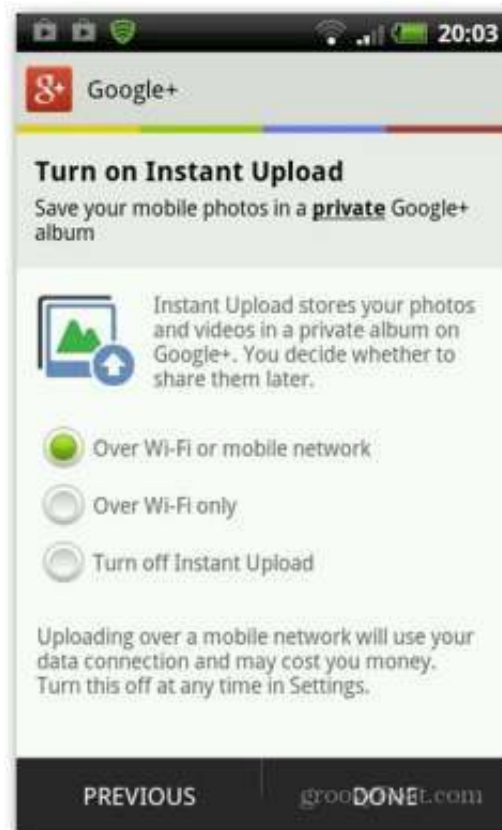 20:03
Google+
Turn on Instant Upload
Save your mobile photos in a private Google+
album
Instant Upload stores your photos
and videos in a private album on
Google+. You decide whether to
share them later.
Over Wi-Fi or mobile network
Over Wi-Fi only
Turn off Instant Upload
Uploading over a mobile network will use your
data connection and may cost you money.
Turn this off at any time in Settings.
PREVIOUS DONE